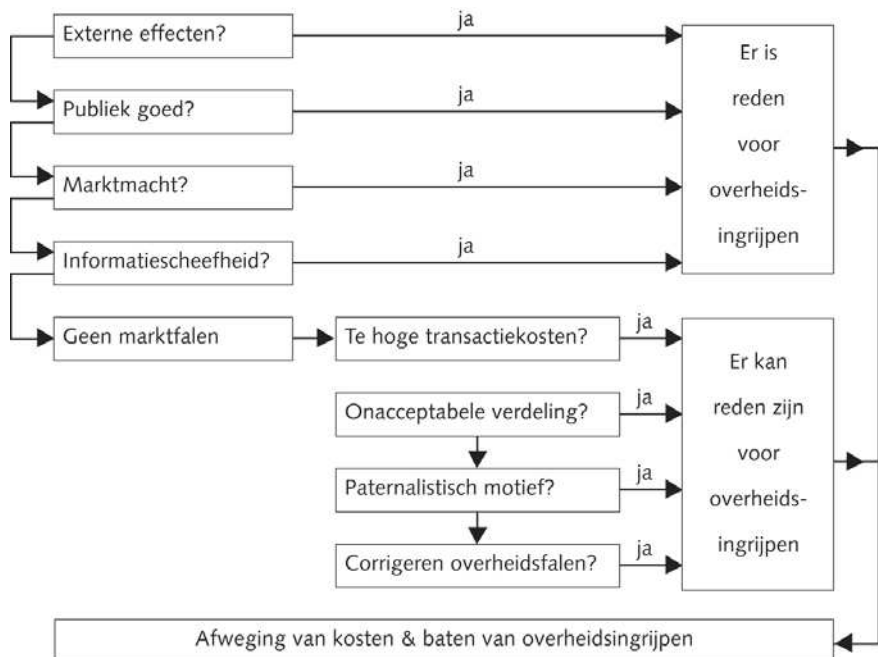 Externe effecten?
ja
Publiek goed?
ja
Marktmacht?
ja
Informatiescheefheid?
ja
Er is
reden
voor
overheids-
ingrijpen
Geen marktfalen
Te hoge transactiekosten?
ja
Onacceptabele verdeling?
ja
Paternalistisch motief?
ja
Corrigeren overheidsfalen?
ja
Er kan
reden zijn
voor
overheids-
ingrijpen
Afweging van kosten & baten van overheidsingrijpen